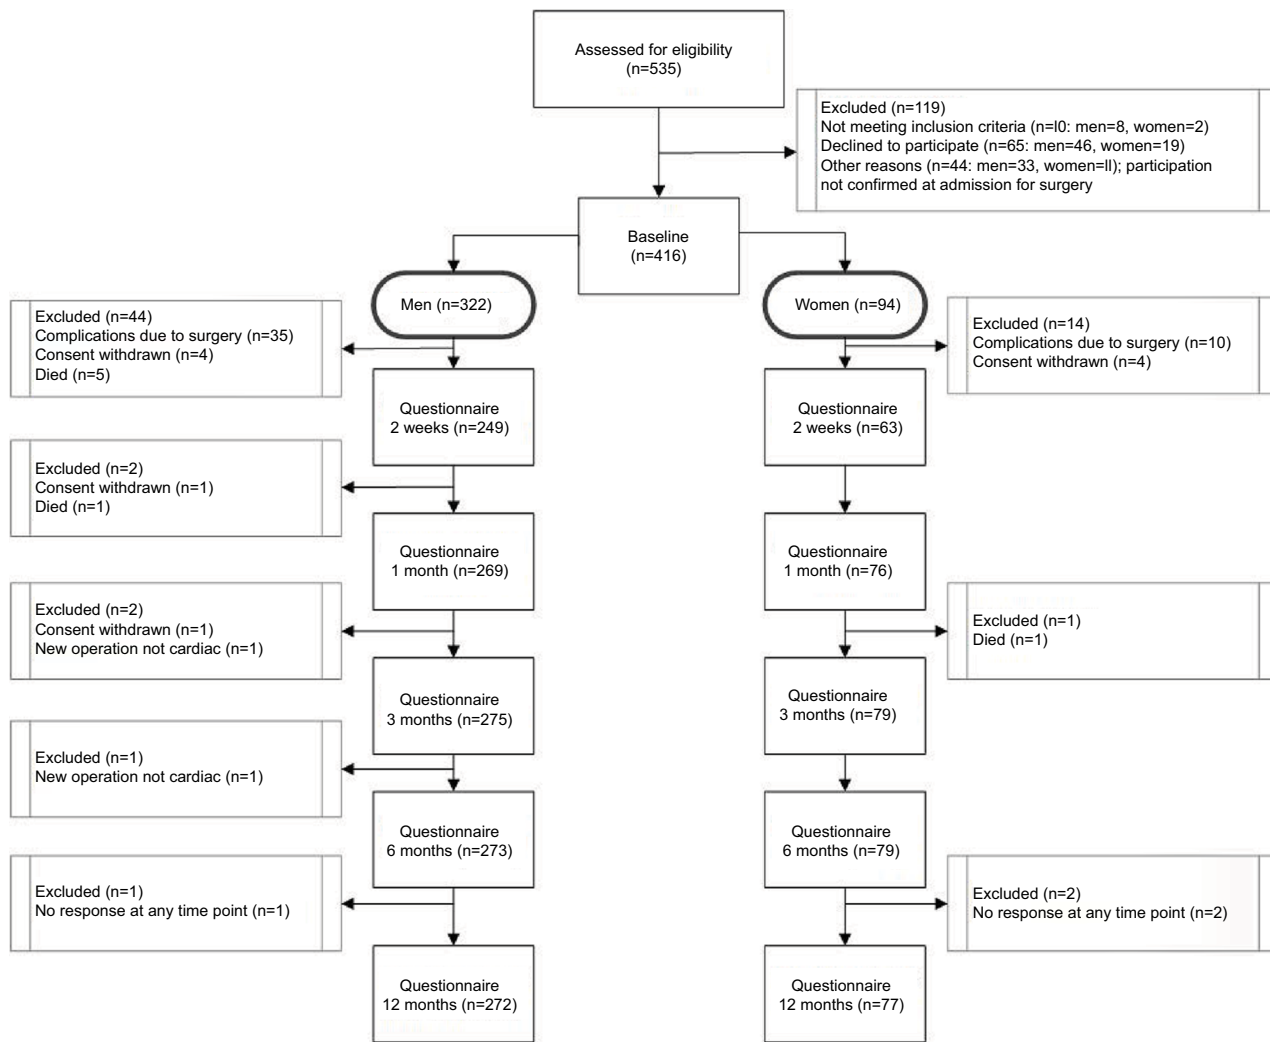 Assessed for eligibility
(n=535)
Excluded (n=119)
Not meeting inclusion criteria (n=l0: men=8, women=2)
Declined to participate (n=65: men=46, women=19)
Other reasons (n=44: men=33, women=ll); participation
not confirmed at admission for surgery
Baseline
(n=416)
Men (n=322)
Women (n=94)
Excluded (n=44)
Complications due to surgery (n=35)
Consent withdrawn (n=4)
Died (n=5)
Excluded (n=14)
Complications due to surgery (n=10)
Consent withdrawn (n=4)
Questionnaire
2 weeks (n=249)
Questionnaire
2 weeks (n=63)
Excluded (n=2)
Consent withdrawn (n=1)
Died (n=1)
Questionnaire
1 month (n=269)
Questionnaire
1 month (n=76)
Excluded (n=2)
Consent withdrawn (n=1)
New operation not cardiac (n=1)
Excluded (n=1)
Died (n=1)
Questionnaire
3 months (n=275)
Questionnaire
3 months (n=79)
Excluded (n=1)
New operation not cardiac (n=1)
Questionnaire
6 months (n=273)
Questionnaire
6 months (n=79)
Excluded (n=1)
No response at any time point (n=1)
Excluded (n=2)
No response at any time point (n=2)
Questionnaire
12 months (n=272)
Questionnaire
12 months (n=77)